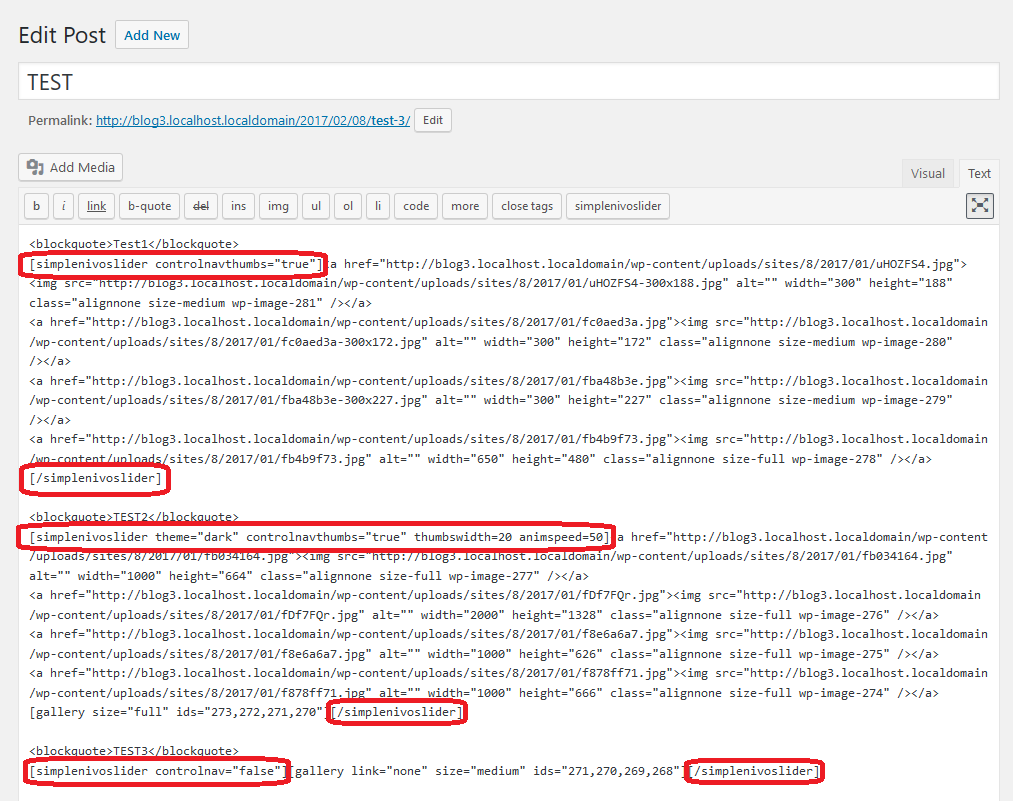 Edit Post Add New
TEST
Permalink: http://blog3.localhost.localdomain/2017/02/08/test-3/ Edit
Add Media
Visual Text
b i link b-quote del ins img ul ol li code more close tags simplenivoslider
<blockquote>Test1</blockquote>
[simplenivoslider controlnavthumbs="true"]<a href="http://blog3.localhost.localdomain/wp-content/uploads/sites/8/2017/01/uHOZFS4.jpg">
<img src="http://blog3.localhost.localdomain/wp-content/uploads/sites/8/2017/01/uHOZFS4-300x188.jpg" alt="" width="300" height="188"
class="alignnone size-medium wp-image-281" /></a>
<a href="http://blog3.localhost.localdomain/wp-content/uploads/sites/8/2017/01/fc0aed3a.jpg"><img src="http://blog3.localhost.localdomain
/wp-content/uploads/sites/8/2017/01/fc0aed3a-300x172.jpg" alt="" width="300" height="172" class="alignnone size-medium wp-image-280"
/></a>
<a href="http://blog3.localhost.localdomain/wp-content/uploads/sites/8/2017/01/fba48b3e.jpg"><img src="http://blog3.localhost.localdomain
/wp-content/uploads/sites/8/2017/01/fba48b3e-300x227.jpg" alt="" width="300" height="227" class="alignnone size-medium wp-image-279"
/></a>
<a href="http://blog3.localhost.localdomain/wp-content/uploads/sites/8/2017/01/fb4b9f73.jpg"><img src="http://blog3.localhost.localdomain
/wp-content/uploads/sites/8/2017/01/fb4b9f73.jpg" alt="" width="650" height="480" class="alignnone size-full wp-image-278" /></a>
[/simplenivoslider]
<blockquote>TEST2</blockquote>
[simplenivoslider theme="dark" controlnavthumbs="true" thumbswidth=20 animspeed=50]<a href="http://blog3.localhost.localdomain/wp-content
/uploads/sites/8/2017/01/fb034164.jpg"><img src="http://blog3.localhost.localdomain/wp-content/uploads/sites/8/2017/01/fb034164.jpg"
alt="" width="1000" height="664" class="alignnone size-full wp-image-277" /></a>
<a href="http://blog3.localhost.localdomain/wp-content/uploads/sites/8/2017/01/fDf7FQr.jpg"><img src="http://blog3.localhost.localdomain
/wp-content/uploads/sites/8/2017/01/fDf7FQr.jpg" alt="" width="2000" height="1328" class="alignnone size-full wp-image-276" /></a>
<a href="http://blog3.localhost.localdomain/wp-content/uploads/sites/8/2017/01/f8e6a6a7.jpg"><img src="http://blog3.localhost.localdomain
/wp-content/uploads/sites/8/2017/01/f8e6a6a7.jpg" alt="" width="1000" height="626" class="alignnone size-full wp-image-275" /></a>
<a href="http://blog3.localhost.localdomain/wp-content/uploads/sites/8/2017/01/f878ff71.jpg"><img src="http://blog3.localhost.localdomain
/wp-content/uploads/sites/8/2017/01/f878ff71.jpg" alt="" width="1000" height="666" class="alignnone size-full wp-image-274" /></a>
[gallery size="full" ids="273,272,271,270"][/simplenivoslider]
<blockquote>TEST3</blockquote>
[simplenivoslider controlnav="false"][gallery link="none" size="medium" ids="271,270,269,268"][/simplenivoslider]